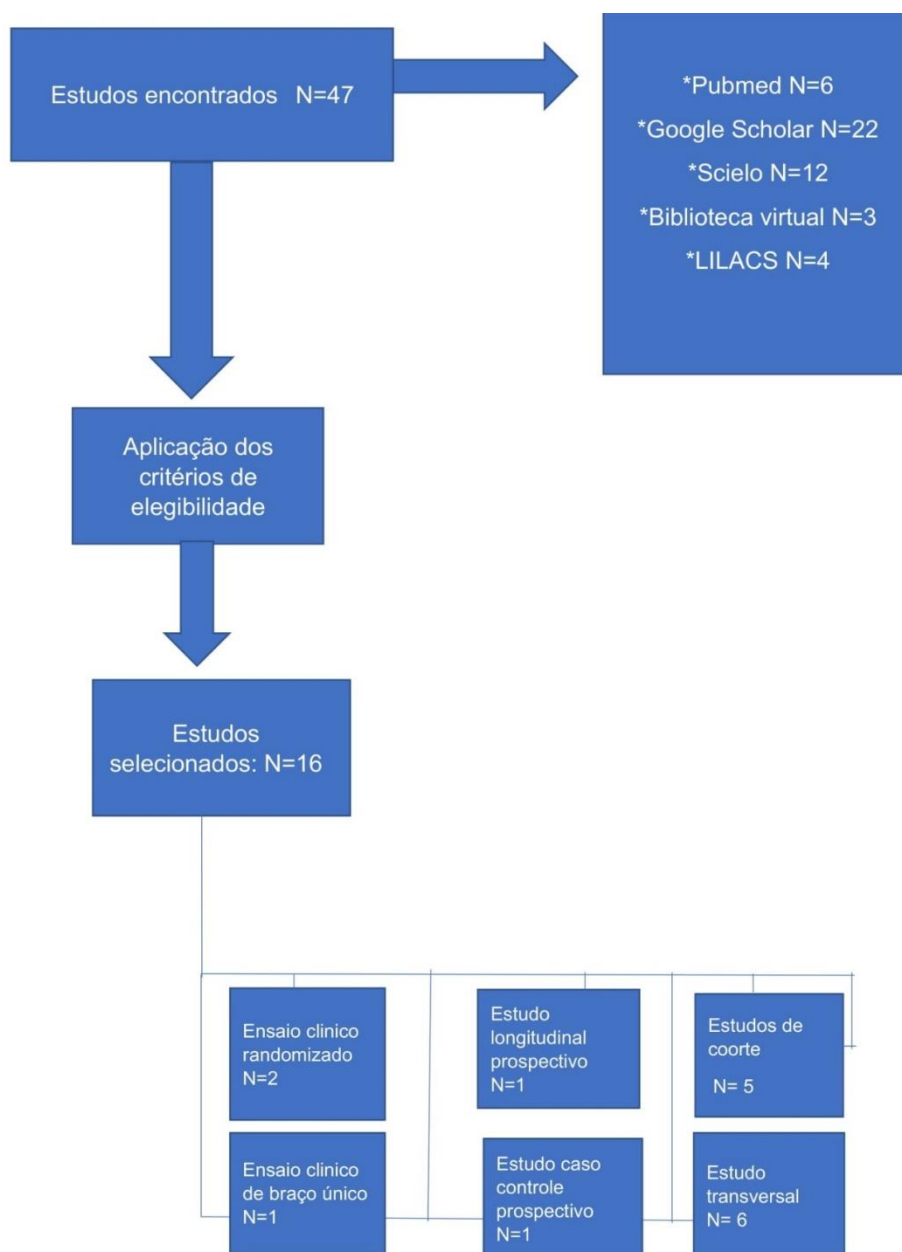 Estudos encontrados N=47
*Pubmed N=6
*Google Scholar N=22
*Scielo N=12
*Biblioteca virtual N=3
*LILACS N=4
Aplicação dos
critérios de
elegibilidade
Estudos
selecionados: N=16
Ensaio clinico
randomizado
N=2
Estudo
longitudinal
prospectivo
N=1
Estudos de
coorte
N= 5
Ensaio clinico
de braço único
N=1
Estudo caso
controle
prospectivo
N=1
Estudo
transversal
N= 6